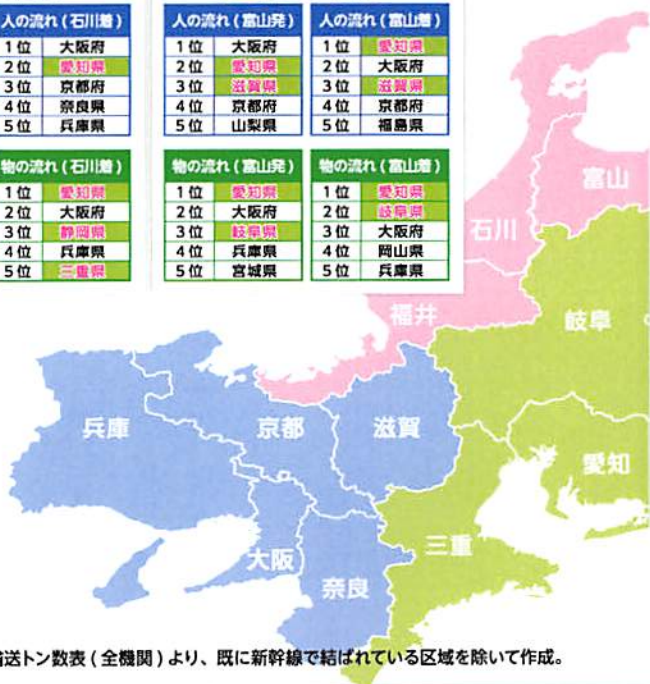 人の流れ(石川着)
1位 大阪府
2位 愛知県
3位 京都府
4位 奈良県
5位 兵庫県
人の流れ(富山発)
1位 大阪府
2位 愛知県
3位 滋賀県
4位 京都府
5位 山梨県
人の流れ(富山着)
1位 愛知県
2位 大阪府
3位 滋賀県
4位 京都府
5位 福島県
物の流れ(石川着)
1位 愛知県
2位 大阪府
3位 静岡県
4位 兵庫県
5位 三重県
物の流れ(富山発)
1位 愛知県
2位 大阪府
3位 岐阜県
4位 兵庫県
5位 宮城県
物の流れ(富山着)
1位 愛知県
2位 岐阜県
3位 大阪府
4位 岡山県
5位 兵庫県
富山
石川
福井
岐阜
兵庫
京都
滋賀
愛知
三重
大阪
奈良
送トン数表(全機関)より、既に新幹線で結ばれている区域を除いて作成。